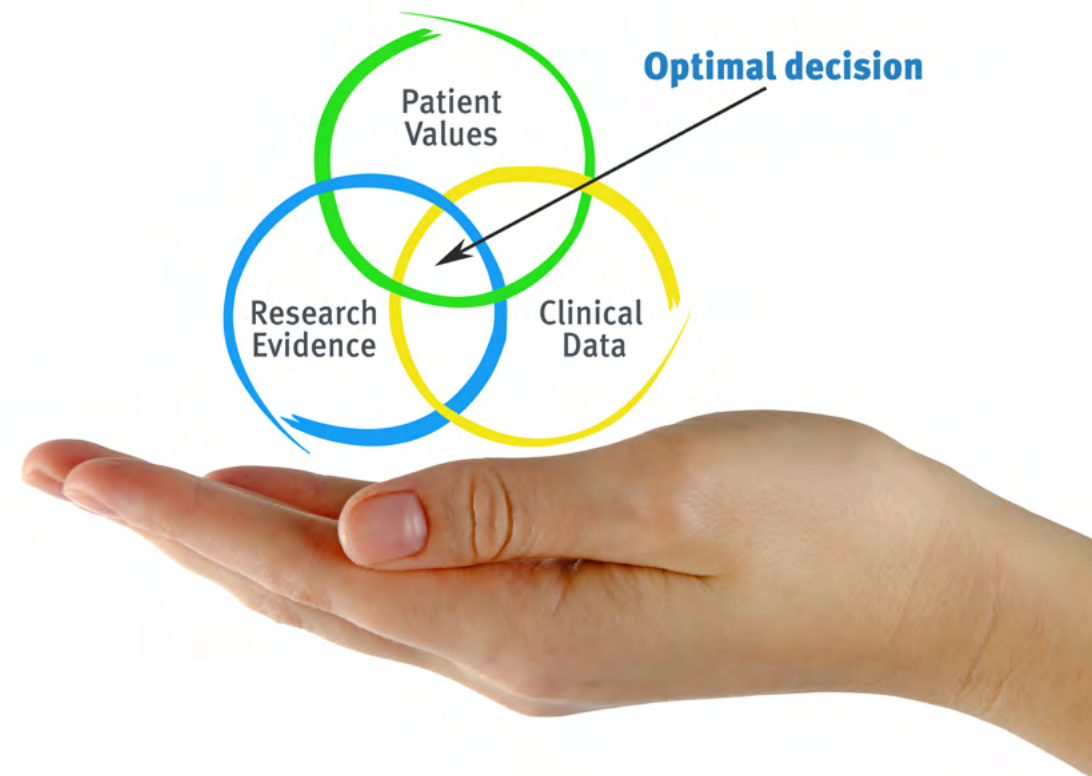 Optimal decision
Patient
Values
Research
Evidence
Clinical
Data